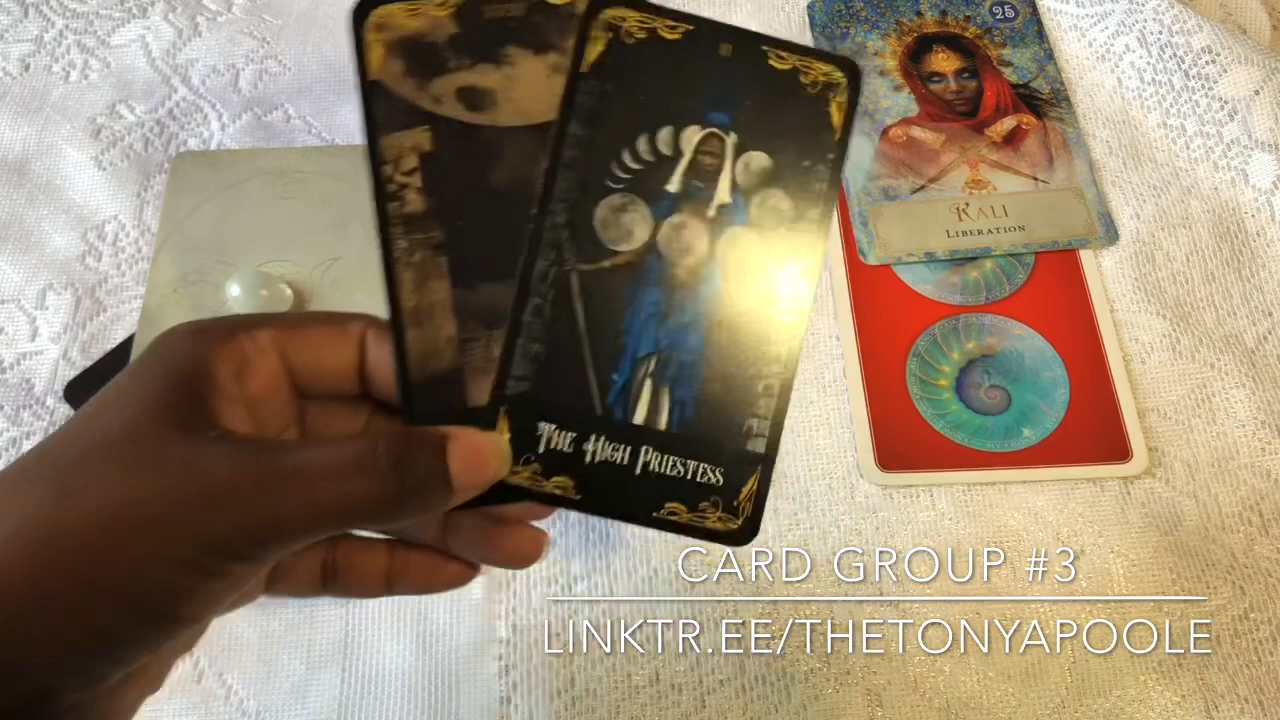 25
KALI
LIBERATION
THE HIGH PRIESTESS
CARD GROUP #3
LINKTR.EE/THETONYAPOOLE